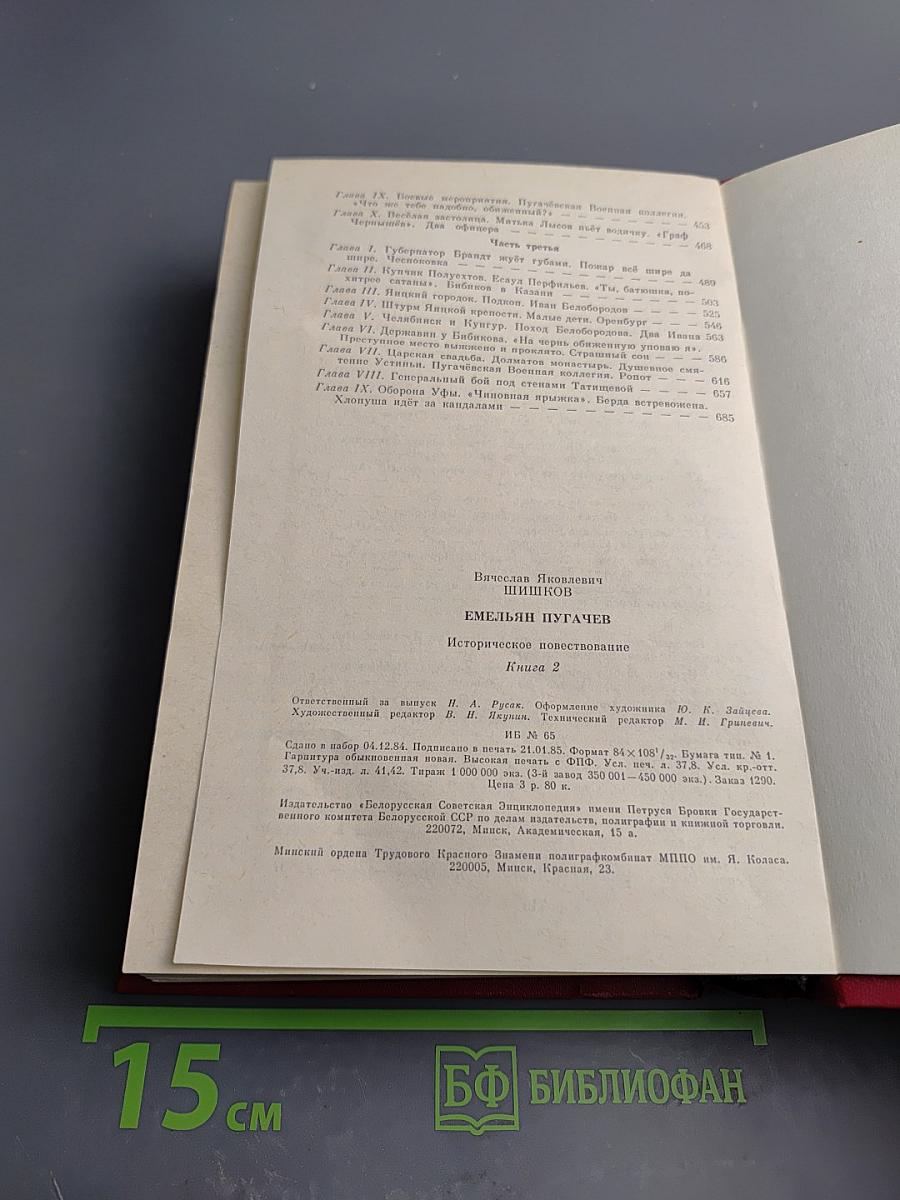 Глава IX. Боевые мероприятия. Пугачёвская Военная коллегия.
«Что же тебе надобно, обиженный?» — — — — — — — — 453
Глава X. Весёлая застолица. Митька Лысов пьёт водичку. «Граф
Чернышёв». Два офицера — — — — — — — — — — — 468
Часть третья
Глава I. Губернатор Брандт жуёт губами. Пожар всё шире да
шире. Чесноковка — — — — — — — — — — — — — 489
Глава II. Купчик Полуехтов. Есаул Перфильев. «Ты, батюшка, по-
хитрее сатаны». Бибиков в Казани — — — — — — — — 503
Глава III. Яицкий городок. Подкоп. Иван Белобородов — — — — 525
Глава IV. Штурм Яицкой крепости. Малые дети. Оренбург — — — 546
Глава V. Челябинск и Кунгур. Поход Белобородова. Два Ивана 563
Глава VI. Державин у Бибикова. «На чернь обиженную уповаю я».
Преступное место выжжено и проклято. Страшный сон — — — 586
Глава VII. Царская свадьба. Долматов монастырь. Душевное смя-
тение Устиньи. Пугачёвская Военная коллегия. Ропот — — — 616
Глава VIII. Генеральный бой под стенами Татищевой — — — — 657
Глава IX. Оборона Уфы. «Чиновная ярыжка». Берда встревожена.
Хлопуша идёт за кандалами — — — — — — — — — — 685
Вячеслав Яковлевич
ШИШКОВ
ЕМЕЛЬЯН ПУГАЧЕВ
Историческое повествование
Книга 2
Ответственный за выпуск Н. А. Русак. Оформление художника Ю. К. Зайцева.
Художественный редактор В. Н. Якунин. Технический редактор М. И. Гриневич.
ИБ № 65
Сдано в набор 04.12.84. Подписано в печать 21.01.85. Формат 84×108¹/₃₂. Бумага тип. № 1.
Гарнитура обыкновенная новая. Высокая печать с ФПФ. Усл. печ. л. 37,8. Усл. кр.-отт.
37,8. Уч.-изд. л. 41,42. Тираж 1 000 000 экз. (3-й завод 350 001—450 000 экз.). Заказ 1290.
Цена 3 р. 80 к.
Издательство «Белорусская Советская Энциклопедия» имени Петруся Бровки Государст-
венного комитета Белорусской ССР по делам издательств, полиграфии и книжной торговли.
220072, Минск, Академическая, 15 а.
Минский ордена Трудового Красного Знамени полиграфкомбинат МППО им. Я. Коласа.
220005, Минск, Красная, 23.
15 см
БФ БИБЛИОФАН